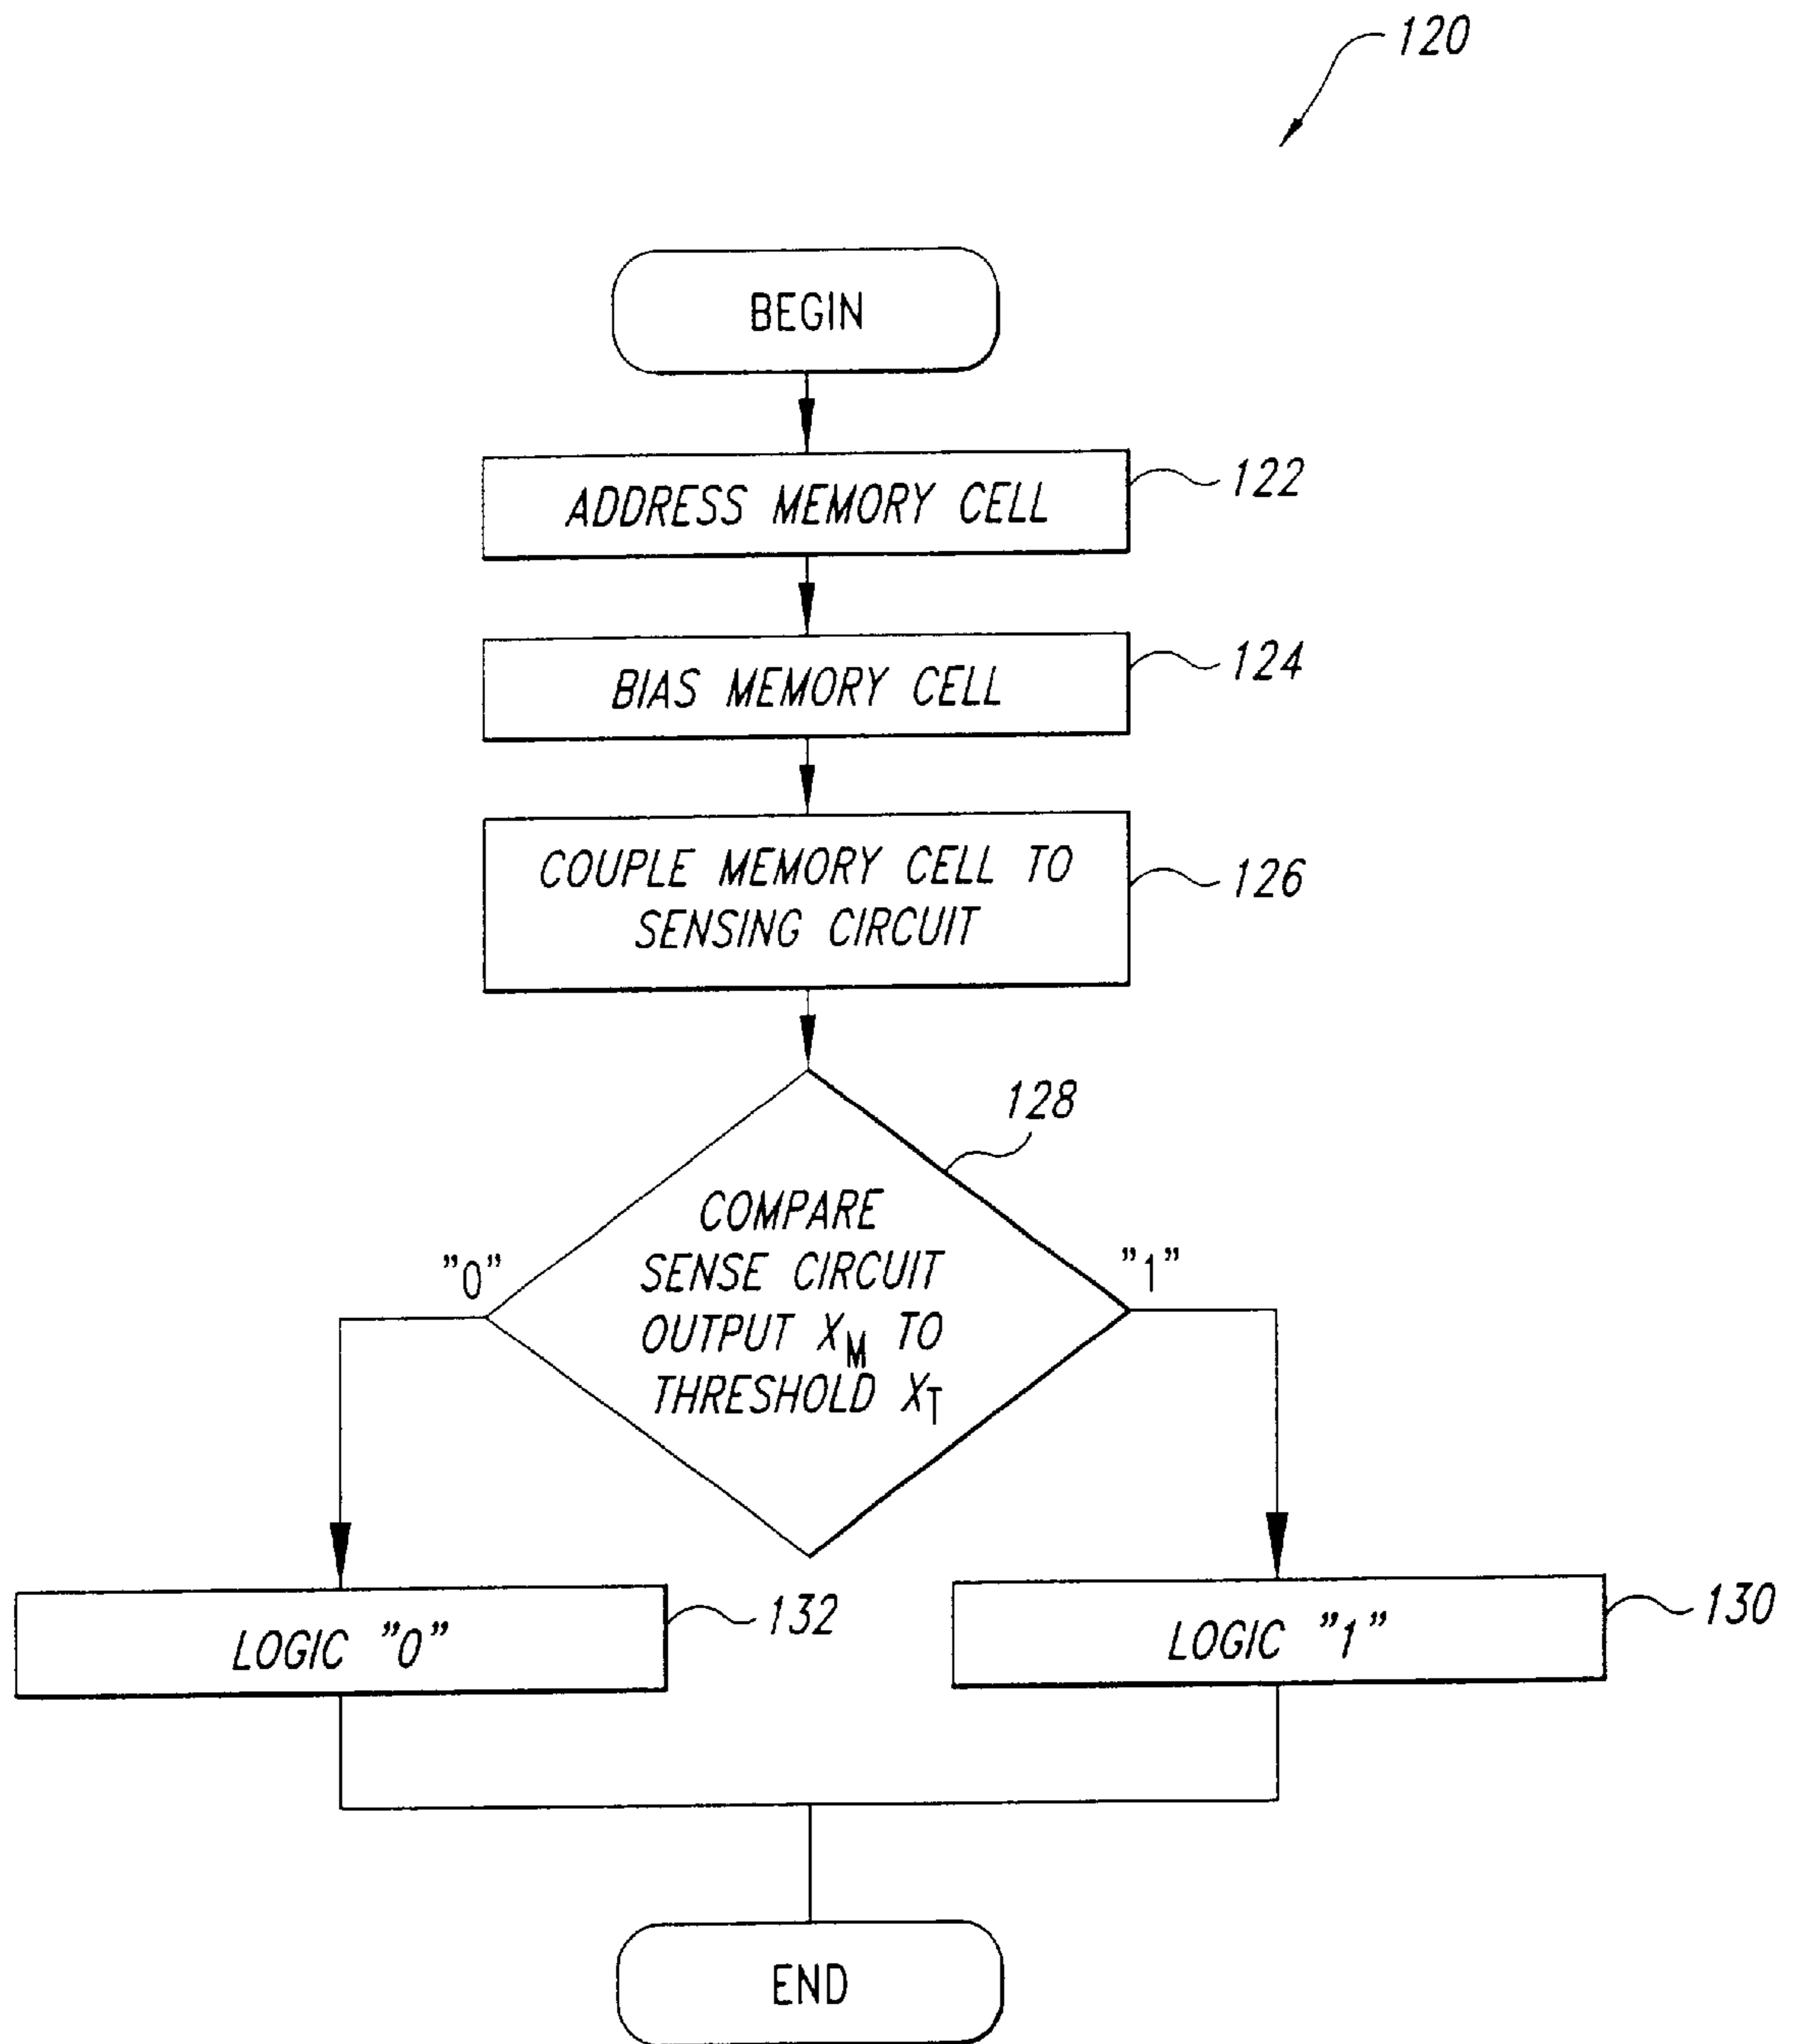 120
BEGIN
ADDRESS MEMORY CELL
122
BIAS MEMORY CELL
124
COUPLE MEMORY CELL TO
SENSING CIRCUIT
126
128
COMPARE
SENSE CIRCUIT
OUTPUT XM TO
THRESHOLD XT
"0"
"1"
LOGIC "0"
132
LOGIC "1"
130
END